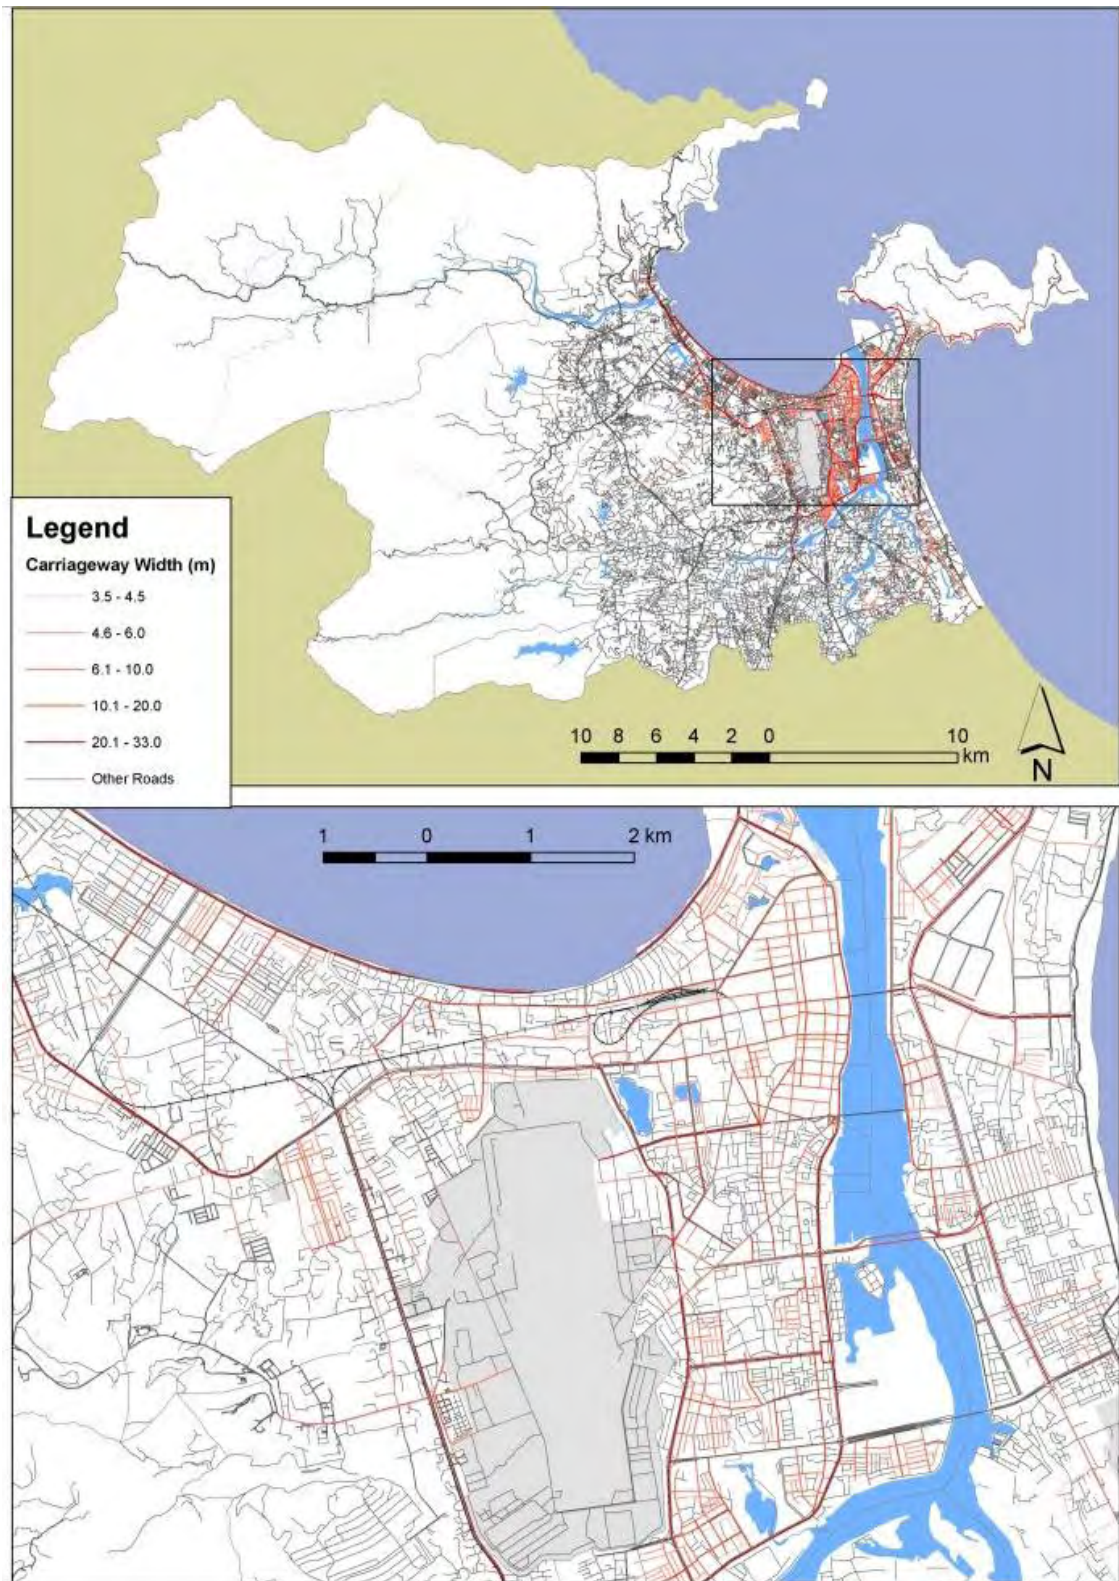 Legend
Carriageway Width (m)
3.5 - 4.5
4.6 - 6.0
6.1 - 10.0
10.1 - 20.0
20.1 - 33.0
Other Roads
10 8 6 4 2 0 10 km
N
1 0 1 2 km